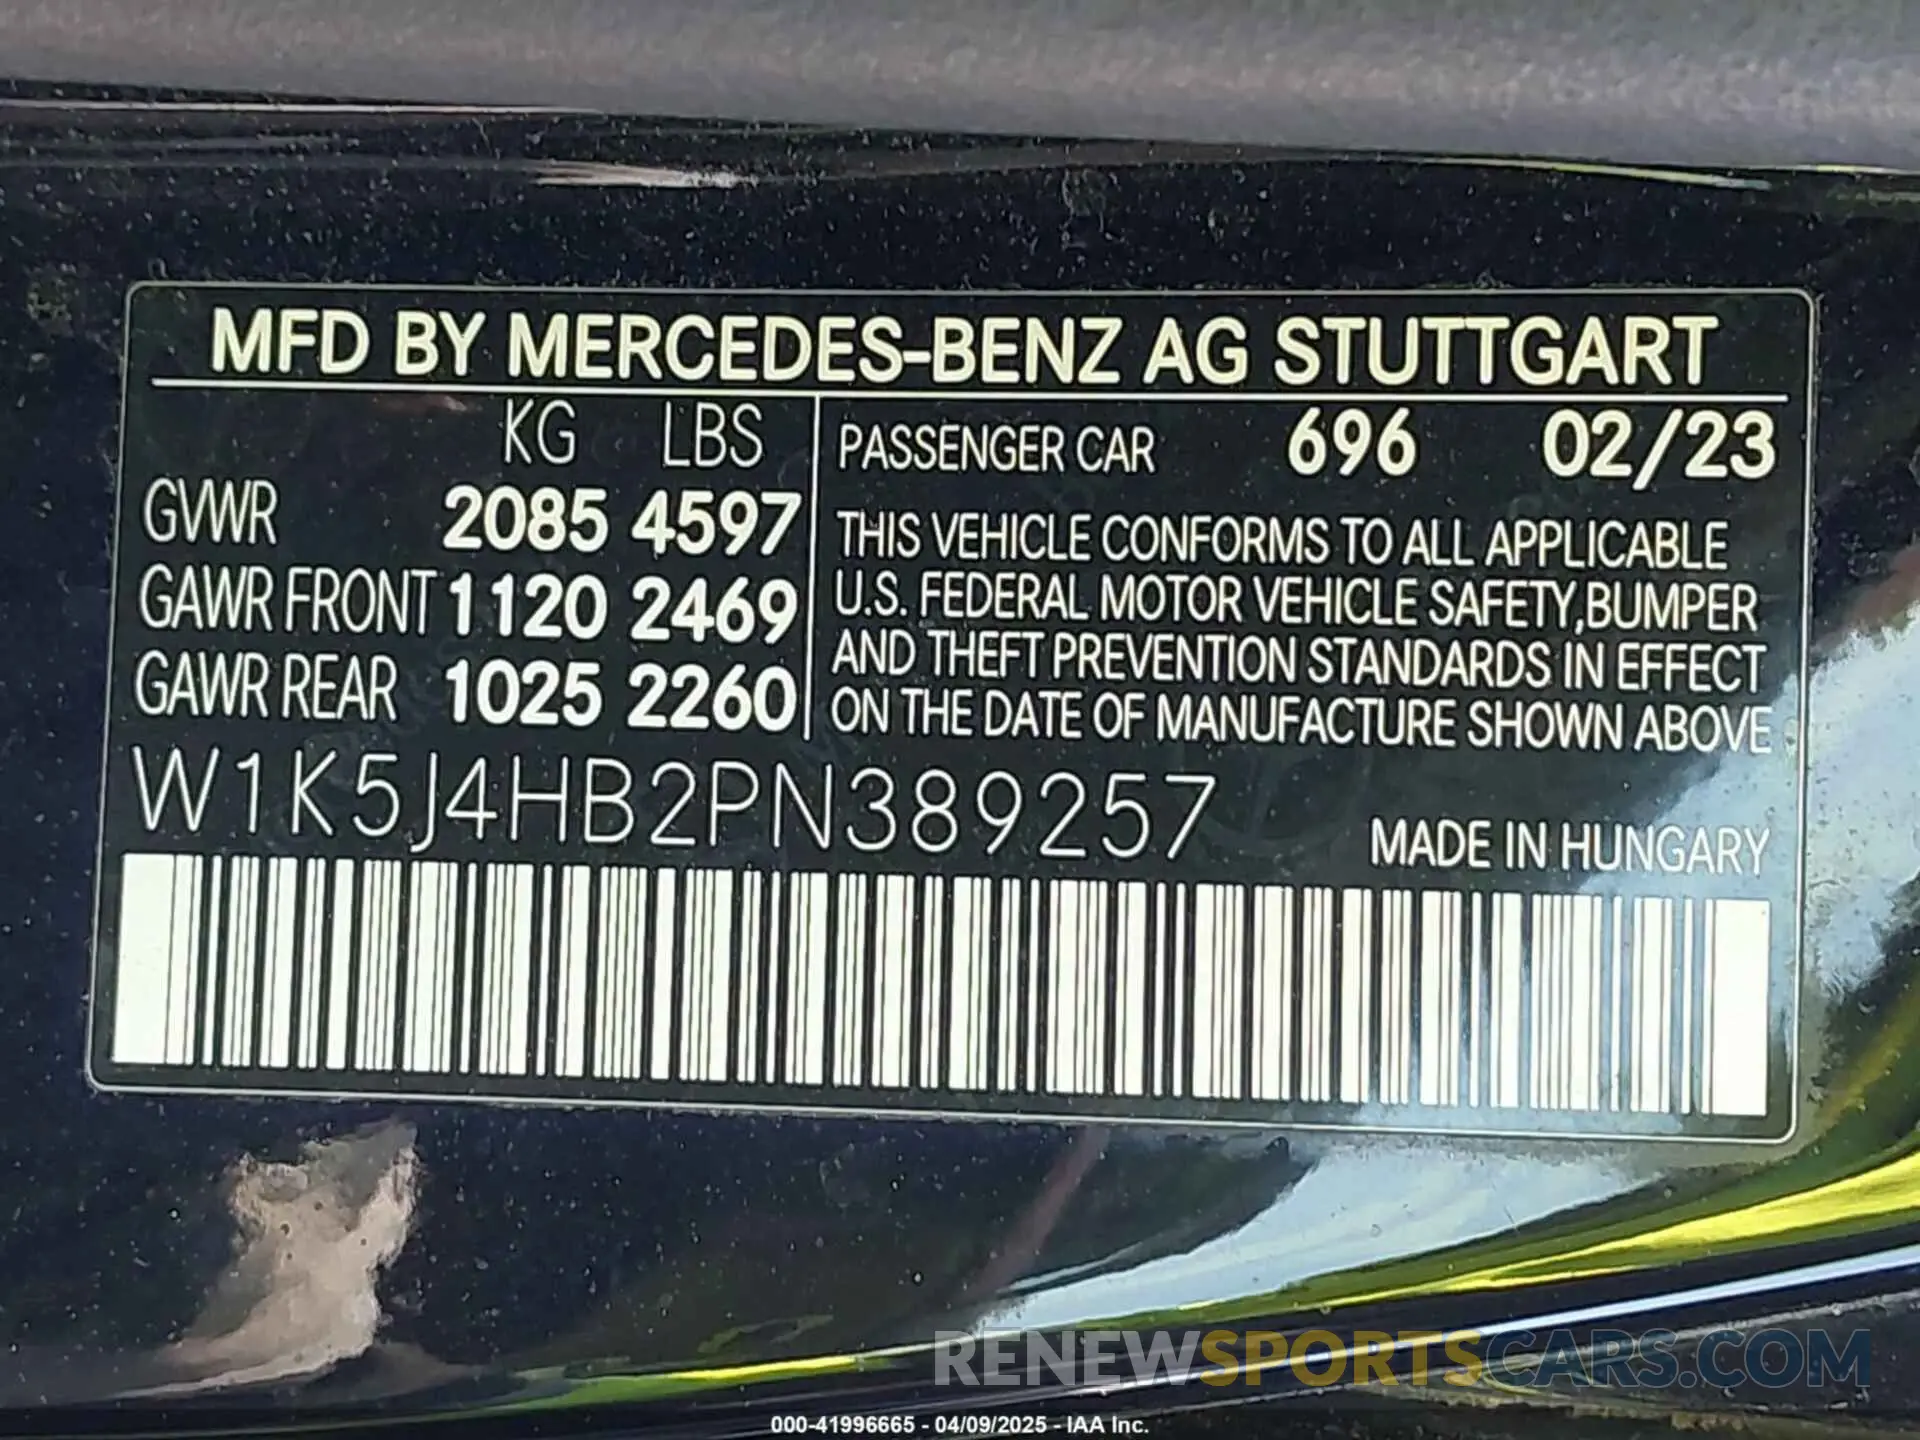 MFD BY MERCEDES-BENZ AG STUTTGART
KG LBS
GVWR 2085 4597
GAWR FRONT 1120 2469
GAWR REAR 1025 2260
PASSENGER CAR 696 02/23
THIS VEHICLE CONFORMS TO ALL APPLICABLE
U.S. FEDERAL MOTOR VEHICLE SAFETY,BUMPER
AND THEFT PREVENTION STANDARDS IN EFFECT
ON THE DATE OF MANUFACTURE SHOWN ABOVE
W1K5J4HB2PN389257
MADE IN HUNGARY
RENEWSPORTSCARS.COM
000-41996665 - 04/09/2025 - IAA Inc.